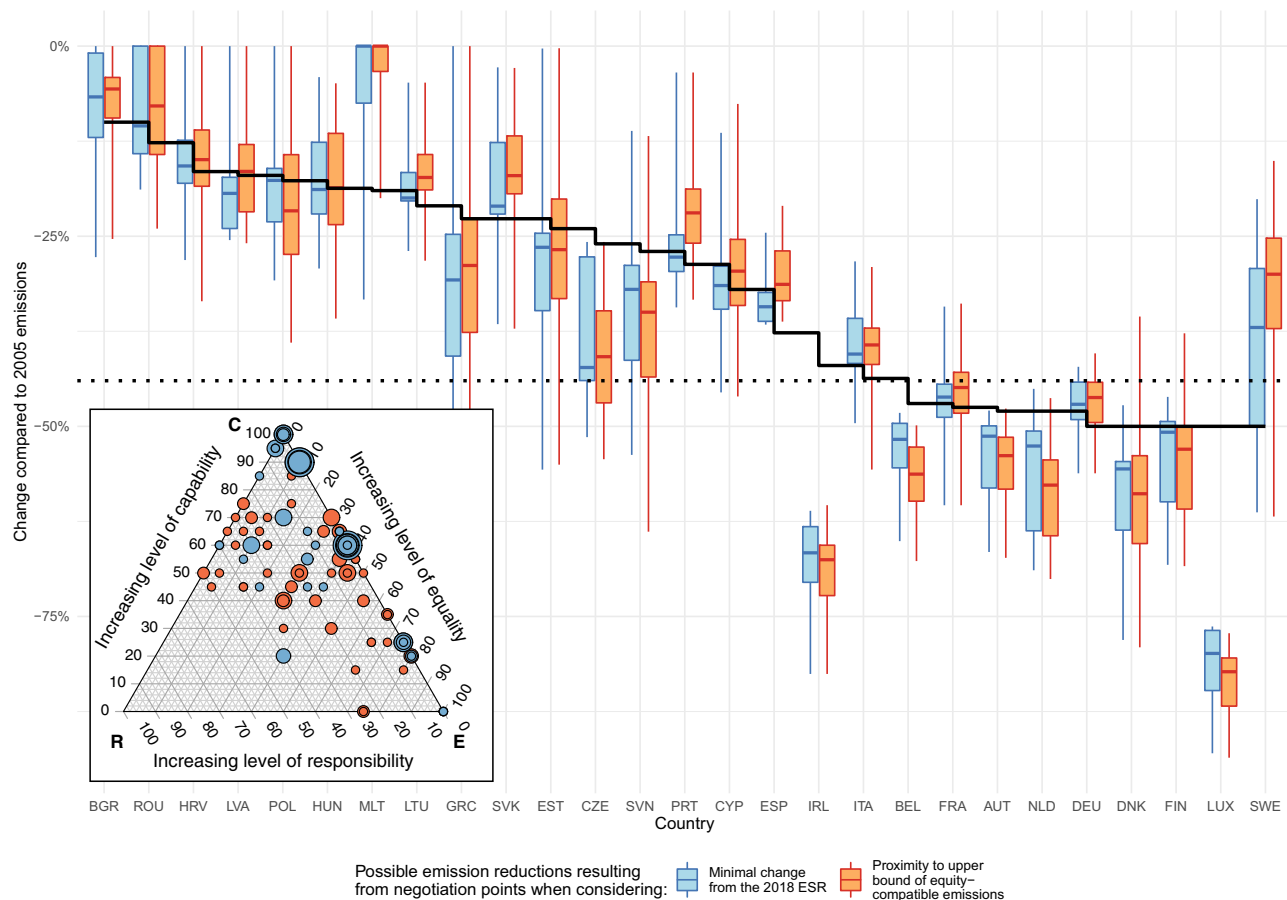 0%
−25%
−50%
−75%
Change compared to 2005 emissions
C
100
90
80
70
60
50
40
30
20
10
0
Increasing level of capability
0
10
20
30
40
50
60
70
80
90
100
Increasing level of equality
R
E
100
90
80
70
60
50
40
30
20
10
0
Increasing level of responsibility
BGR ROU HRV LVA POL HUN MLT LTU GRC SVK EST CZE SVN PRT CYP ESP IRL ITA BEL FRA AUT NLD DEU DNK FIN LUX SWE
Country
Possible emission reductions resulting
from negotiation points when considering:
Minimal change
from the 2018 ESR
Proximity to upper
bound of equity−
compatible emissions